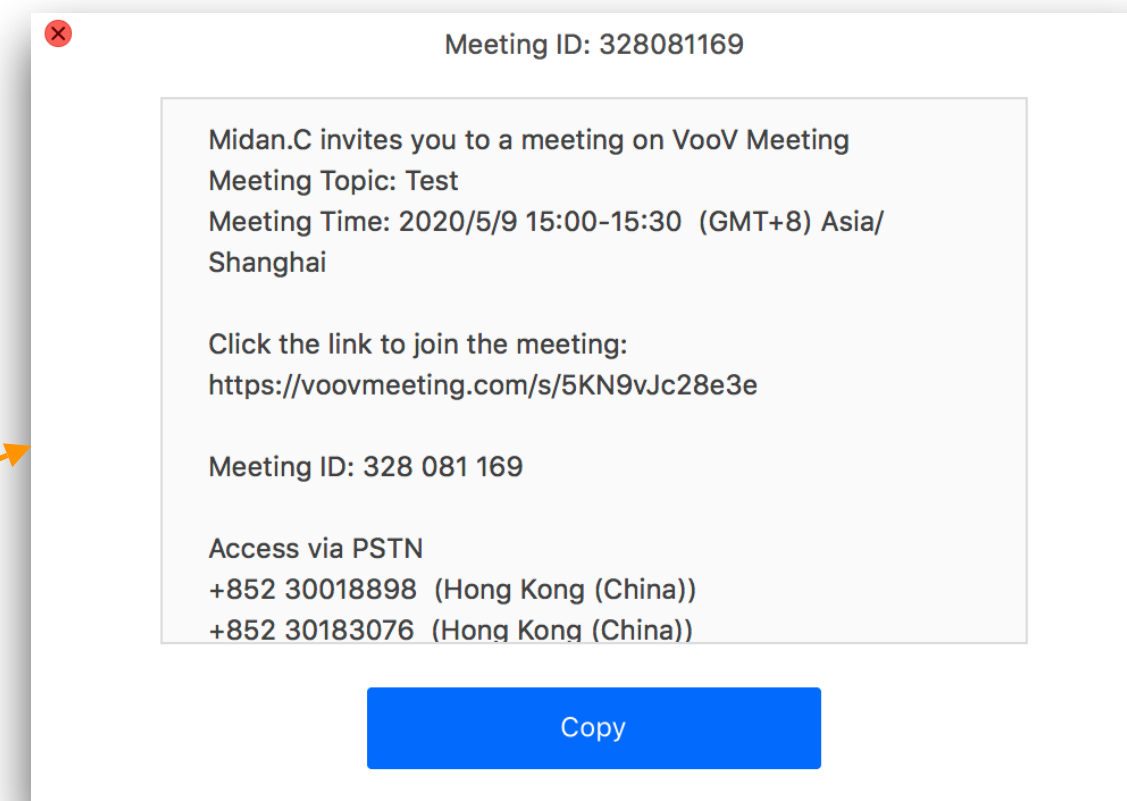 Meeting ID: 328081169
Midan.C invites you to a meeting on VooV Meeting
Meeting Topic: Test
Meeting Time: 2020/5/9 15:00-15:30  (GMT+8) Asia/
Shanghai
Click the link to join the meeting:
https://voovmeeting.com/s/5KN9vJc28e3e
Meeting ID: 328 081 169
Access via PSTN
+852 30018898  (Hong Kong (China))
+852 30183076  (Hong Kong (China))
Copy